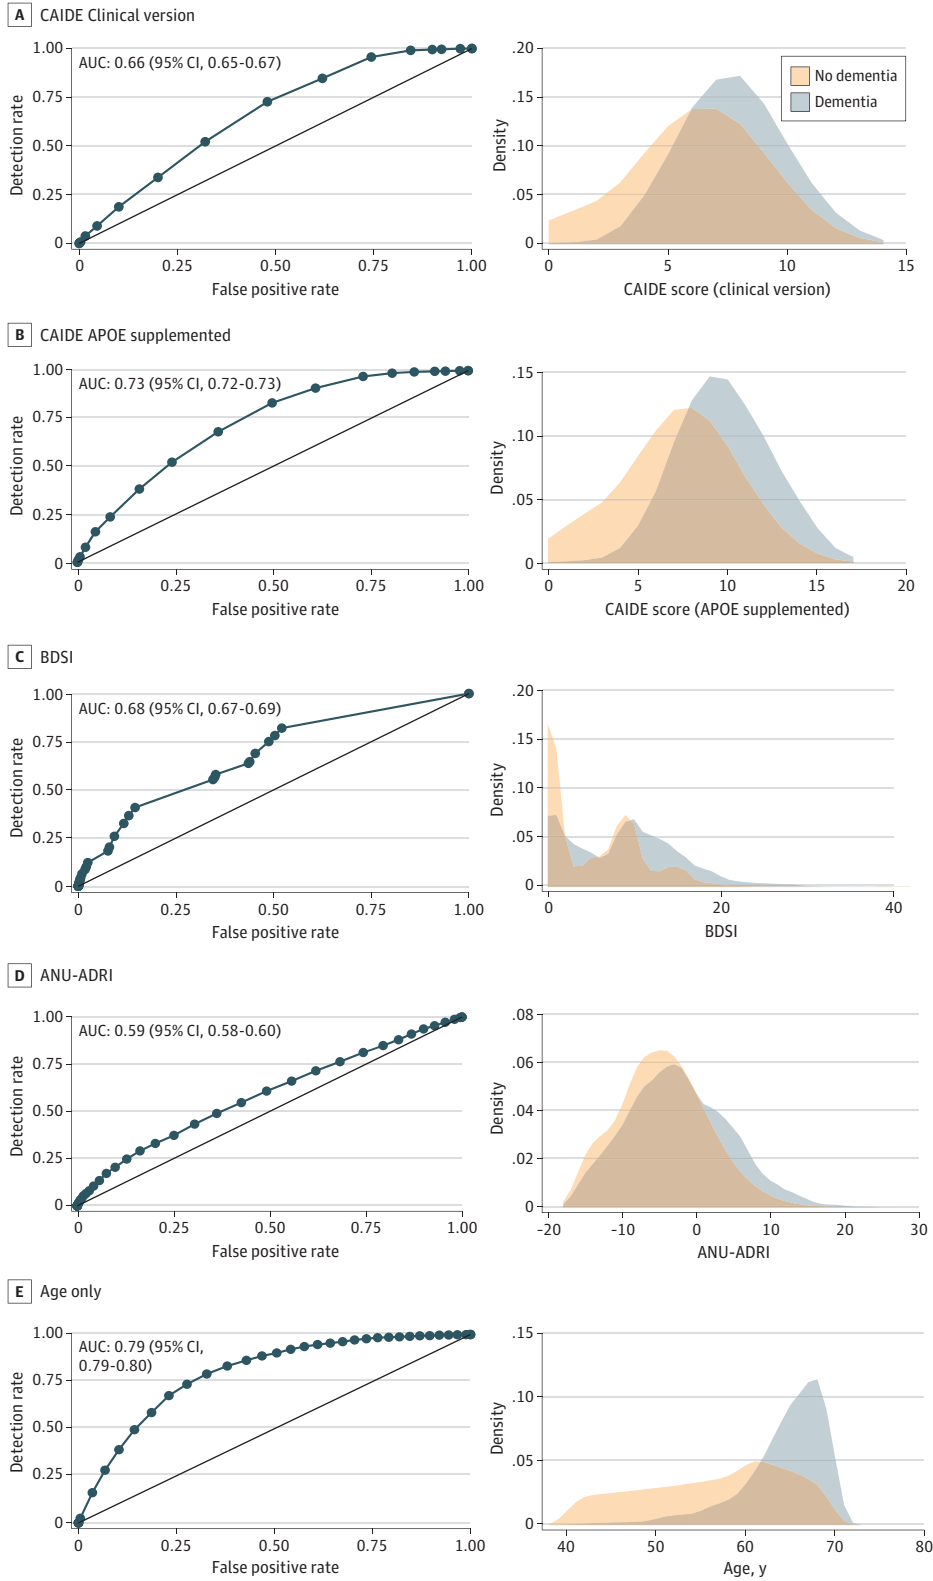 A CAIDE Clinical version
1.00
0.75
0.50
0.25
0
Detection rate
AUC: 0.66 (95% CI, 0.65-0.67)
0 0.25 0.50 0.75 1.00
False positive rate
.20
.15
.10
.05
0
Density
No dementia
Dementia
0 5 10 15
CAIDE score (clinical version)
B CAIDE APOE supplemented
1.00
0.75
0.50
0.25
0
Detection rate
AUC: 0.73 (95% CI, 0.72-0.73)
0 0.25 0.50 0.75 1.00
False positive rate
.15
.10
.05
0
Density
0 5 10 15 20
CAIDE score (APOE supplemented)
C BDSI
1.00
0.75
0.50
0.25
0
Detection rate
AUC: 0.68 (95% CI, 0.67-0.69)
0 0.25 0.50 0.75 1.00
False positive rate
.20
.15
.10
.05
0
Density
0 20 40
BDSI
D ANU-ADRI
1.00
0.75
0.50
0.25
0
Detection rate
AUC: 0.59 (95% CI, 0.58-0.60)
0 0.25 0.50 0.75 1.00
False positive rate
.08
.06
.04
.02
0
Density
-20 -10 0 10 20 30
ANU-ADRI
E Age only
1.00
0.75
0.50
0.25
0
Detection rate
AUC: 0.79 (95% CI,
0.79-0.80)
0 0.25 0.50 0.75 1.00
False positive rate
.15
.10
.05
0
Density
40 50 60 70 80
Age, y